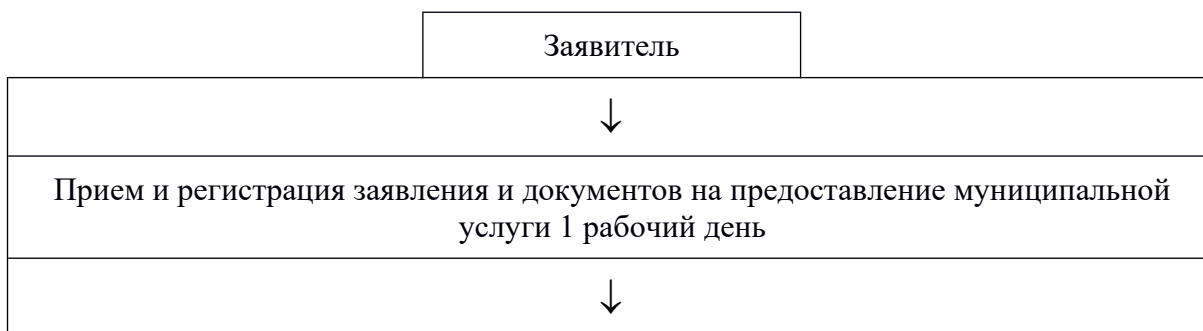 Заявитель
↓
Прием и регистрация заявления и документов на предоставление муниципальной
услуги 1 рабочий день
↓